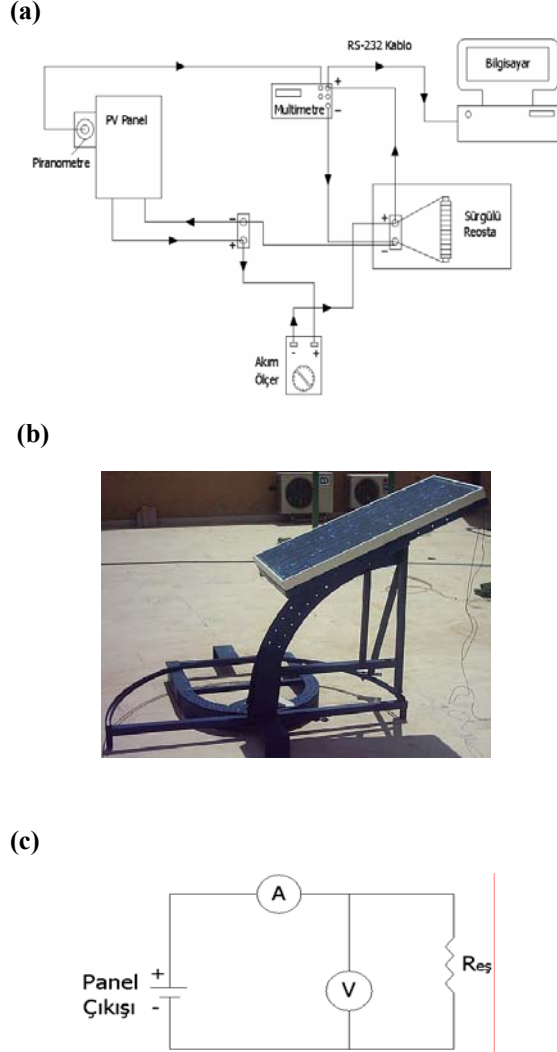 (a)
RS-232 Kablo
Bilgisayar
+
Multimetre
−
PV Panel
Piranometre
−
+
+
−
Sürgülü
Reosta
- +
Akım
Ölçer
(b)
(c)
A
+
Panel
Çıkışı
-
V
Reş